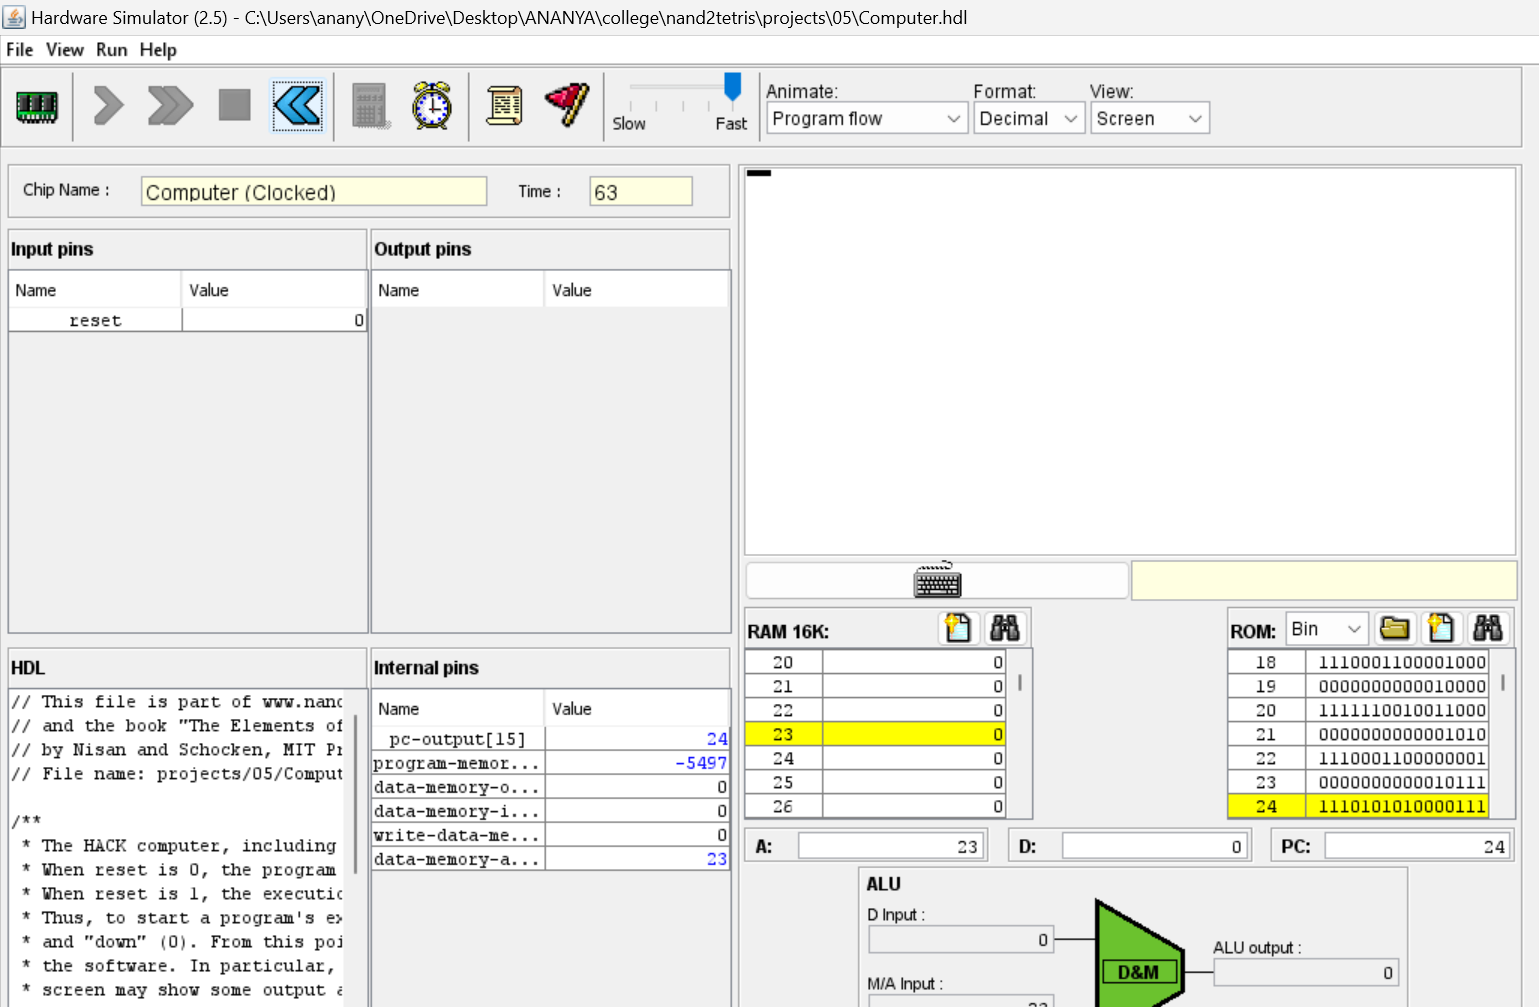 Hardware Simulator (2.5) - C:\Users\anany\OneDrive\Desktop\ANANYA\college\nand2tetris\projects\05\Computer.hdl
File View Run Help
Slow Fast
Animate: Format: View:
Program flow Decimal Screen
Chip Name : Computer (Clocked) Time : 63
Input pins
Name Value
reset 0
Output pins
Name Value
HDL
// This file is part of www.nand
// and the book "The Elements of
// by Nisan and Schocken, MIT Pr
// File name: projects/05/Comput
/**
* The HACK computer, including
* When reset is 0, the program
* When reset is 1, the executio
* Thus, to start a program's ex
* and "down" (0). From this poi
* the software. In particular,
* screen may show some output a
Internal pins
Name Value
pc-output[15] 24
program-memor... -5497
data-memory-o... 0
data-memory-i... 0
write-data-me... 0
data-memory-a... 23
RAM 16K:
20 0
21 0
22 0
23 0
24 0
25 0
26 0
ROM: Bin
18 1110001100001000
19 0000000000010000
20 1111110010011000
21 0000000000001010
22 1110001100000001
23 0000000000010111
24 1110101010000111
A: 23 D: 0 PC: 24
ALU
D Input :
0
M/A Input :
D&M
ALU output :
0